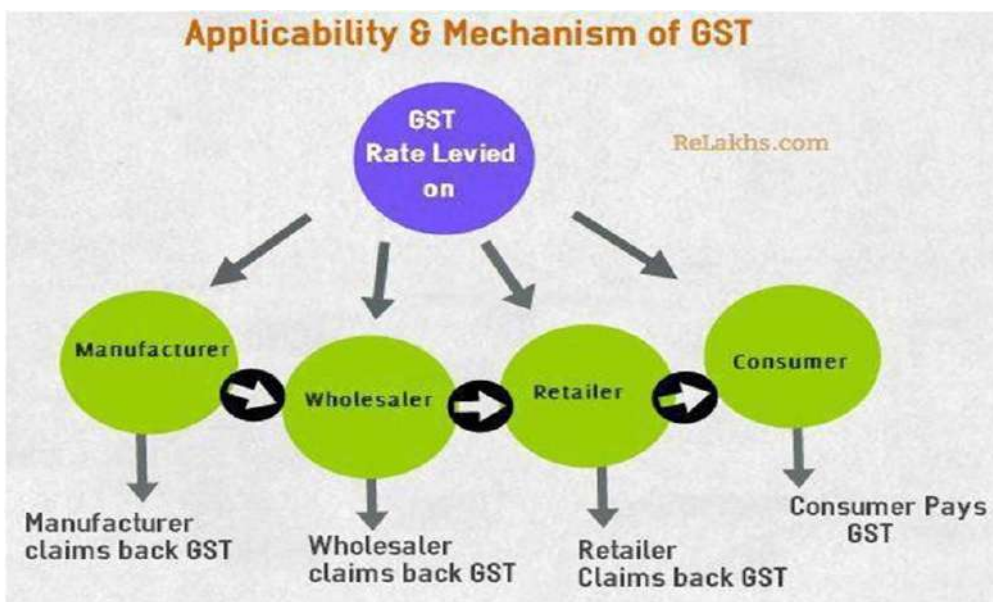 Applicability & Mechanism of GST
GST
Rate Levied
on
ReLakhs.com
Manufacturer
Wholesaler
Retailer
Consumer
Manufacturer
claims back GST
Wholesaler
claims back GST
Retailer
Claims back GST
Consumer Pays
GST